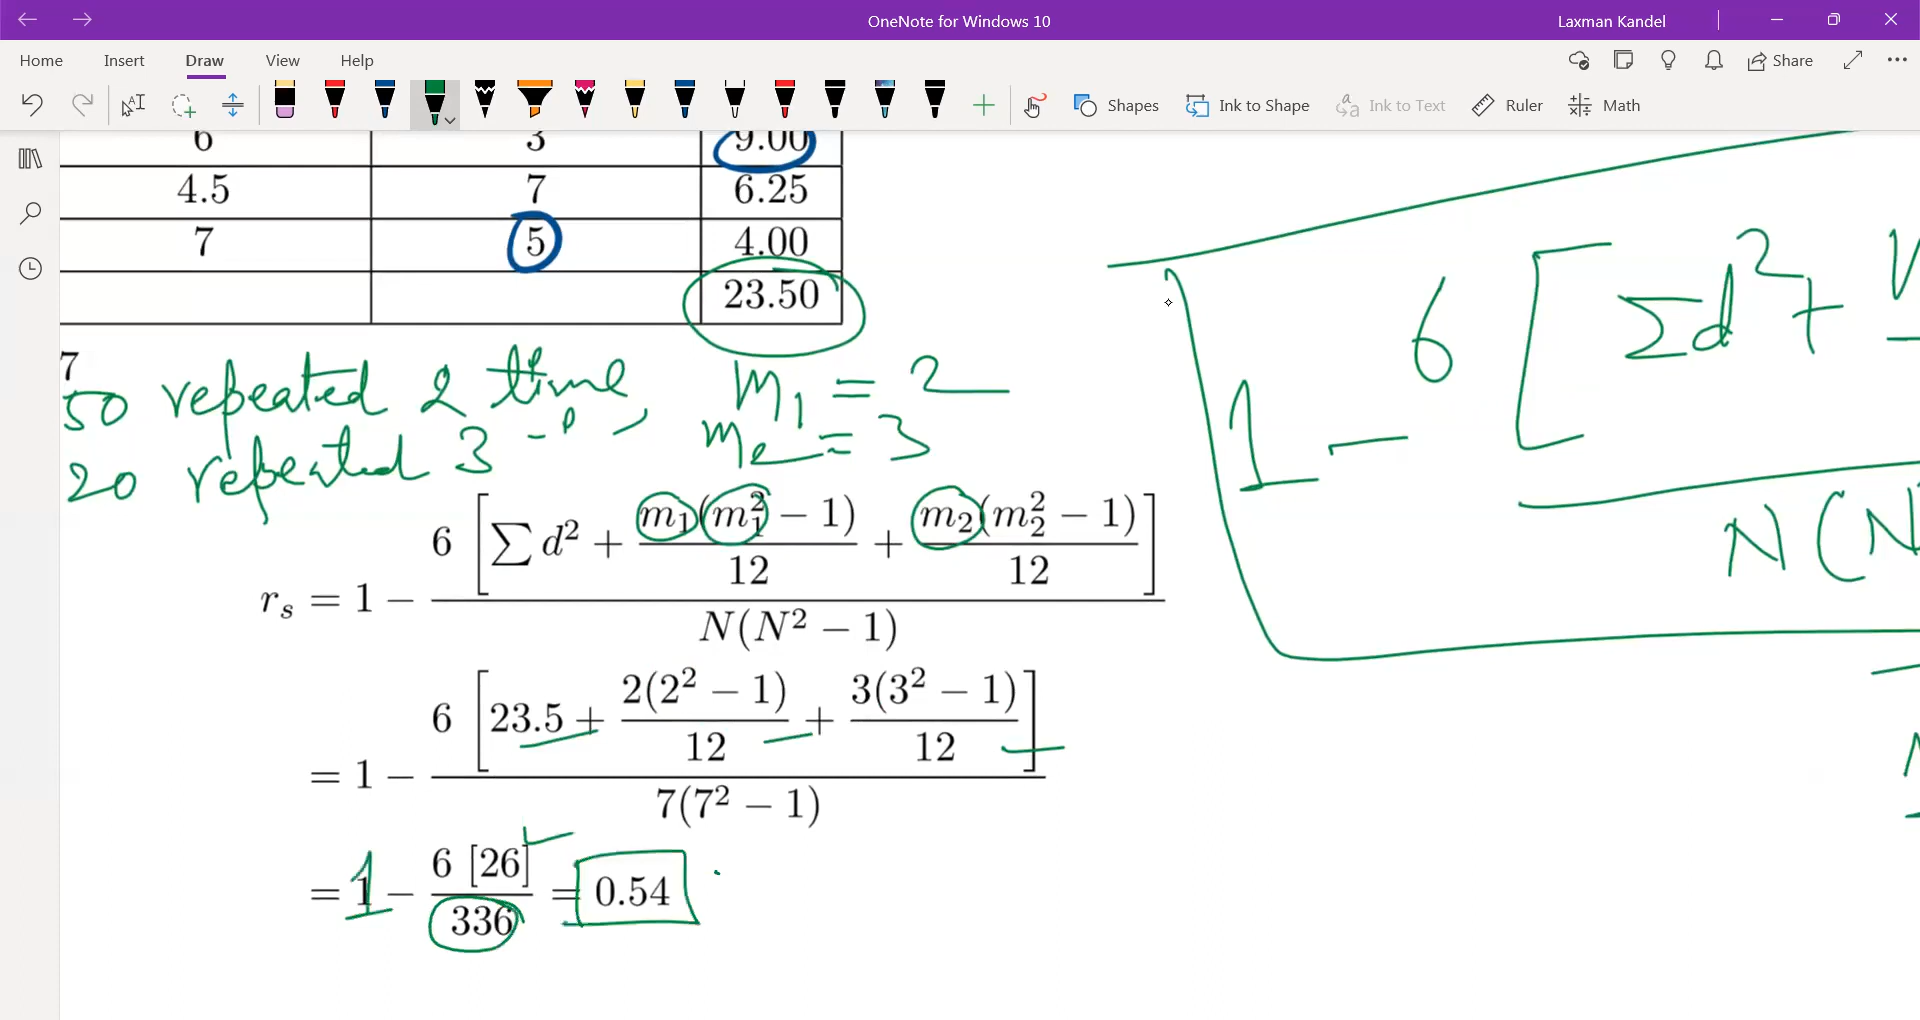 OneNote for Windows 10
Laxman Kandel
Home Insert Draw View Help
Share
Shapes Ink to Shape Ink to Text Ruler Math
6 3 9.00
4.5 7 6.25
7 5 4.00
23.50
7
50 repeated 2 time, m₁ = 2
20 repeated 3 -"- , m₂ = 3
r_s = 1 − 6 [∑d² + m₁(m₁² − 1)/12 + m₂(m₂² − 1)/12] / N(N² − 1)
= 1 − 6 [23.5 + 2(2² − 1)/12 + 3(3² − 1)/12] / 7(7² − 1)
= 1 − 6 [26] / 336 = 0.54
1 − 6 [Σd² +
N(N